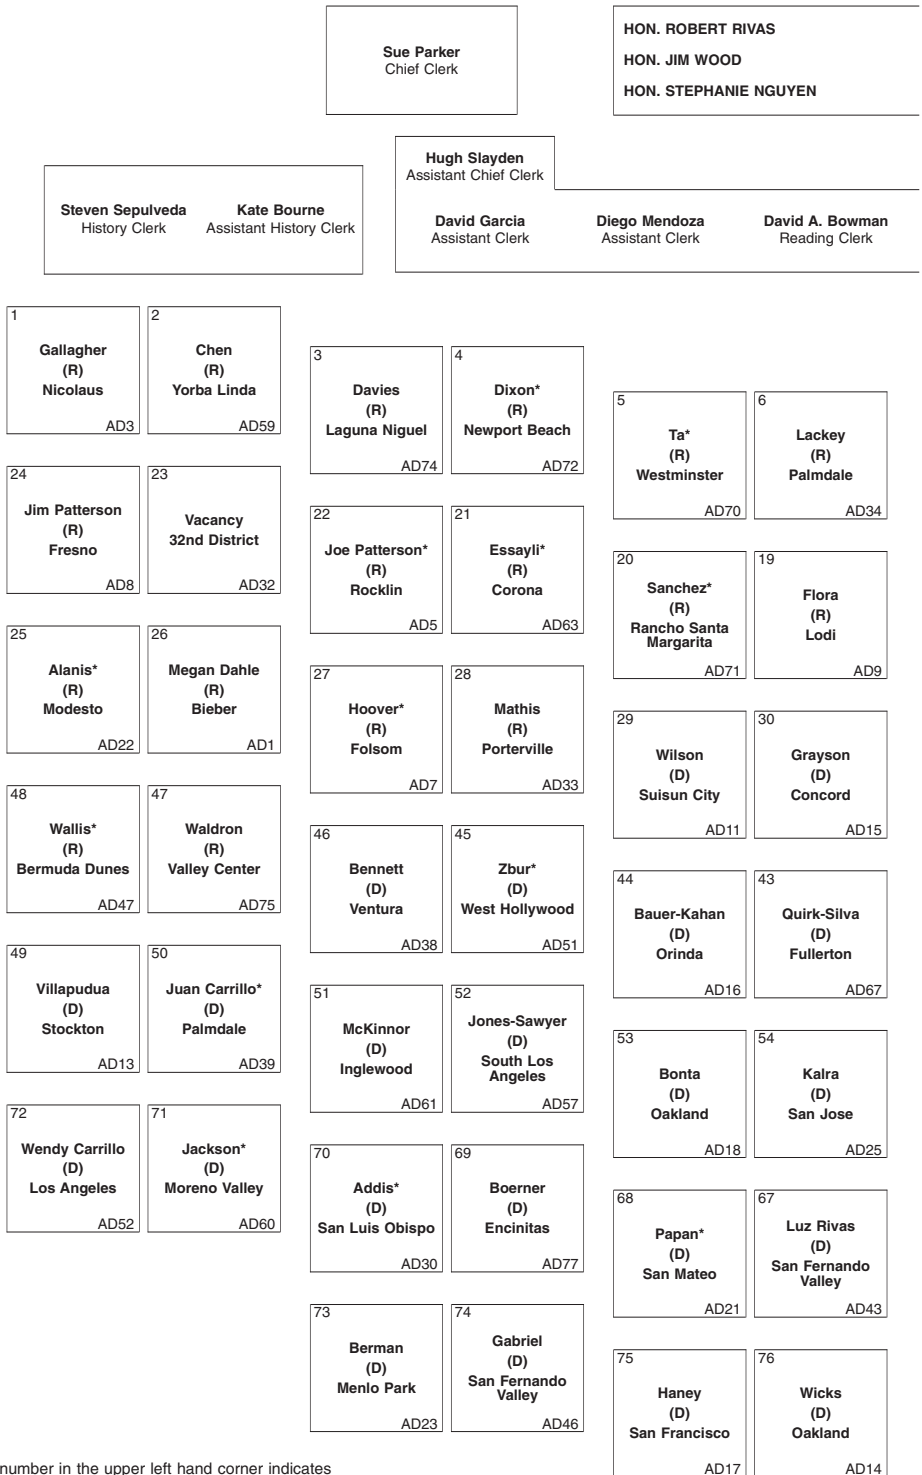 Sue Parker
Chief Clerk
HON. ROBERT RIVAS
HON. JIM WOOD
HON. STEPHANIE NGUYEN
Hugh Slayden
Assistant Chief Clerk
Steven Sepulveda
History Clerk
Kate Bourne
Assistant History Clerk
David Garcia
Assistant Clerk
Diego Mendoza
Assistant Clerk
David A. Bowman
Reading Clerk
1
Gallagher
(R)
Nicolaus
AD3
2
Chen
(R)
Yorba Linda
AD59
3
Davies
(R)
Laguna Niguel
AD74
4
Dixon*
(R)
Newport Beach
AD72
5
Ta*
(R)
Westminster
AD70
6
Lackey
(R)
Palmdale
AD34
24
Jim Patterson
(R)
Fresno
AD8
23
Vacancy
32nd District
AD32
22
Joe Patterson*
(R)
Rocklin
AD5
21
Essayli*
(R)
Corona
AD63
20
Sanchez*
(R)
Rancho Santa
Margarita
AD71
19
Flora
(R)
Lodi
AD9
25
Alanis*
(R)
Modesto
AD22
26
Megan Dahle
(R)
Bieber
AD1
27
Hoover*
(R)
Folsom
AD7
28
Mathis
(R)
Porterville
AD33
29
Wilson
(D)
Suisun City
AD11
30
Grayson
(D)
Concord
AD15
48
Wallis*
(R)
Bermuda Dunes
AD47
47
Waldron
(R)
Valley Center
AD75
46
Bennett
(D)
Ventura
AD38
45
Zbur*
(D)
West Hollywood
AD51
44
Bauer-Kahan
(D)
Orinda
AD16
43
Quirk-Silva
(D)
Fullerton
AD67
49
Villapudua
(D)
Stockton
AD13
50
Juan Carrillo*
(D)
Palmdale
AD39
51
McKinnor
(D)
Inglewood
AD61
52
Jones-Sawyer
(D)
South Los
Angeles
AD57
53
Bonta
(D)
Oakland
AD18
54
Kalra
(D)
San Jose
AD25
72
Wendy Carrillo
(D)
Los Angeles
AD52
71
Jackson*
(D)
Moreno Valley
AD60
70
Addis*
(D)
San Luis Obispo
AD30
69
Boerner
(D)
Encinitas
AD77
68
Papan*
(D)
San Mateo
AD21
67
Luz Rivas
(D)
San Fernando
Valley
AD43
73
Berman
(D)
Menlo Park
AD23
74
Gabriel
(D)
San Fernando
Valley
AD46
75
Haney
(D)
San Francisco
AD17
76
Wicks
(D)
Oakland
AD14
number in the upper left hand corner indicates